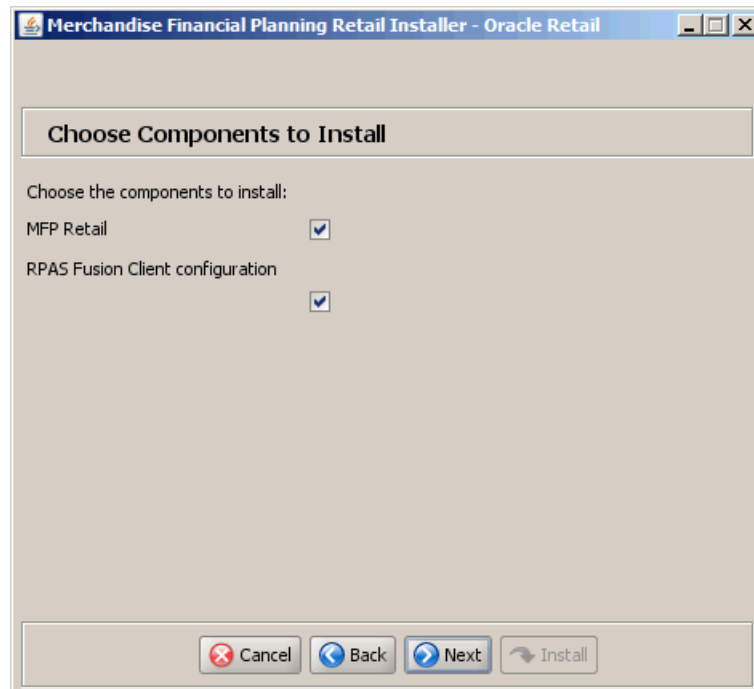 Merchandise Financial Planning Retail Installer - Oracle Retail
Choose Components to Install
Choose the components to install:
MFP Retail
RPAS Fusion Client configuration
Cancel Back Next Install